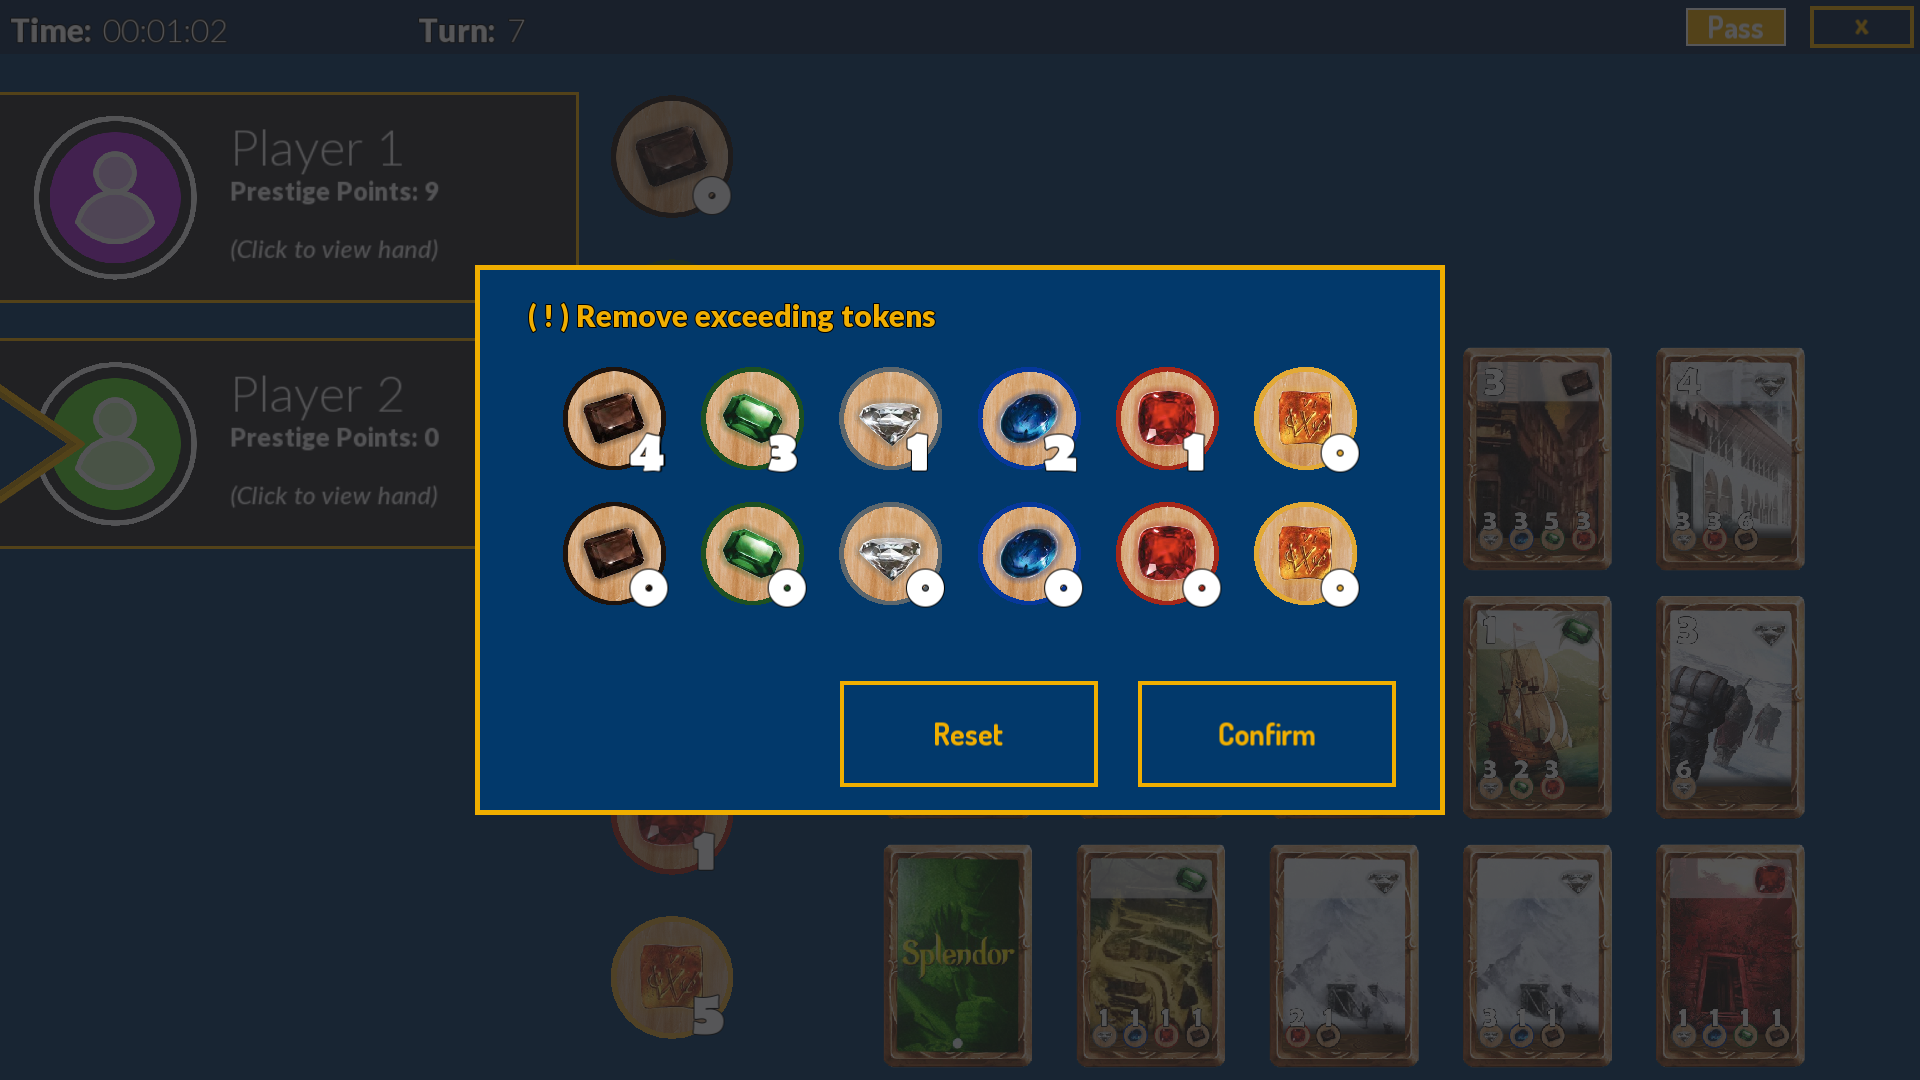 Time: 00:01:02
Turn: 7
Pass
x
Player 1
Prestige Points: 9
(Click to view hand)
Player 2
Prestige Points: 0
(Click to view hand)
( ! ) Remove exceeding tokens
4 3 1 2 1
Reset
Confirm
3
3 3 5 3
4
3 3 6
1
3 2 3
3
6
1
5
Splendor
1 1 1 1
2 1
3 1 1
1 1 1 1